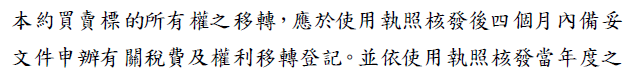 本約買賣標的所有權之移轉，應於使用執照核發後四個月內備妥
文件申辦有關稅費及權利移轉登記。並依使用執照核發當年度之